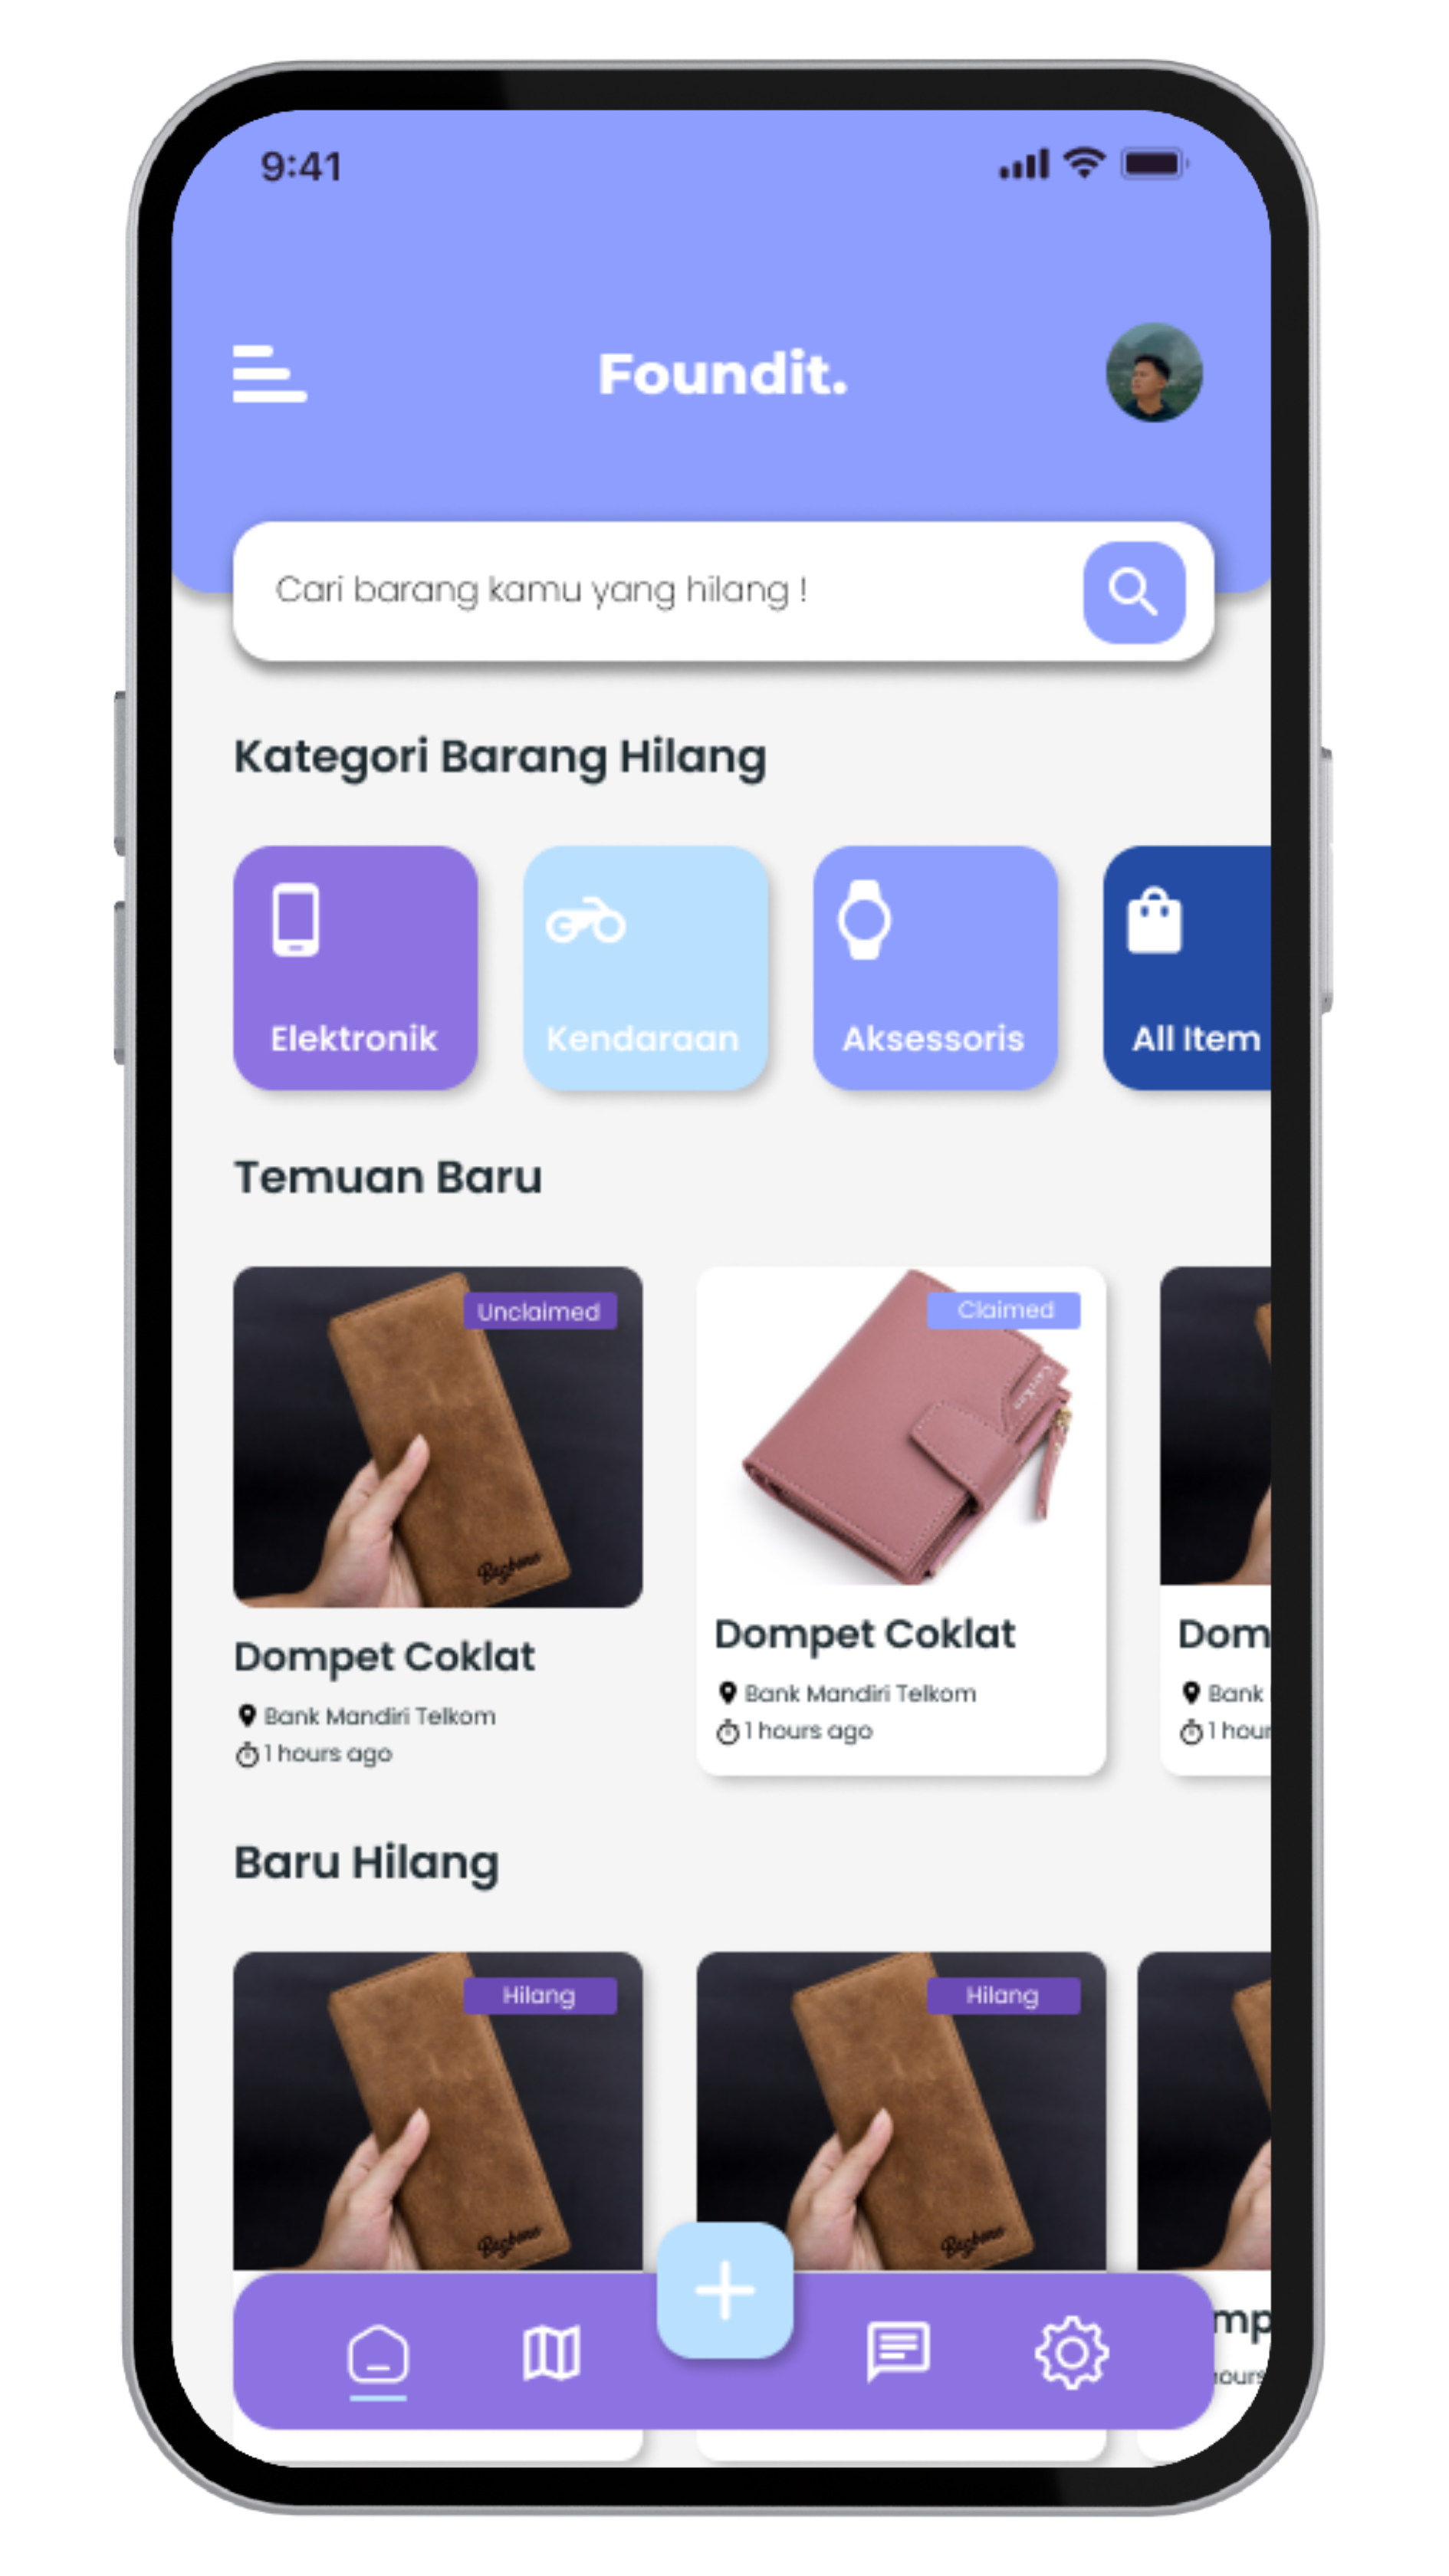 9:41
Foundit.
Cari barang kamu yang hilang !
Kategori Barang Hilang
Elektronik
Kendaraan
Aksessoris
All Item
Temuan Baru
Unclaimed
Claimed
Dompet Coklat
Bank Mandiri Telkom
1 hours ago
Dompet Coklat
Bank Mandiri Telkom
1 hours ago
Dom
Bank
1 hour
Baru Hilang
Hilang
Hilang
mp
ours